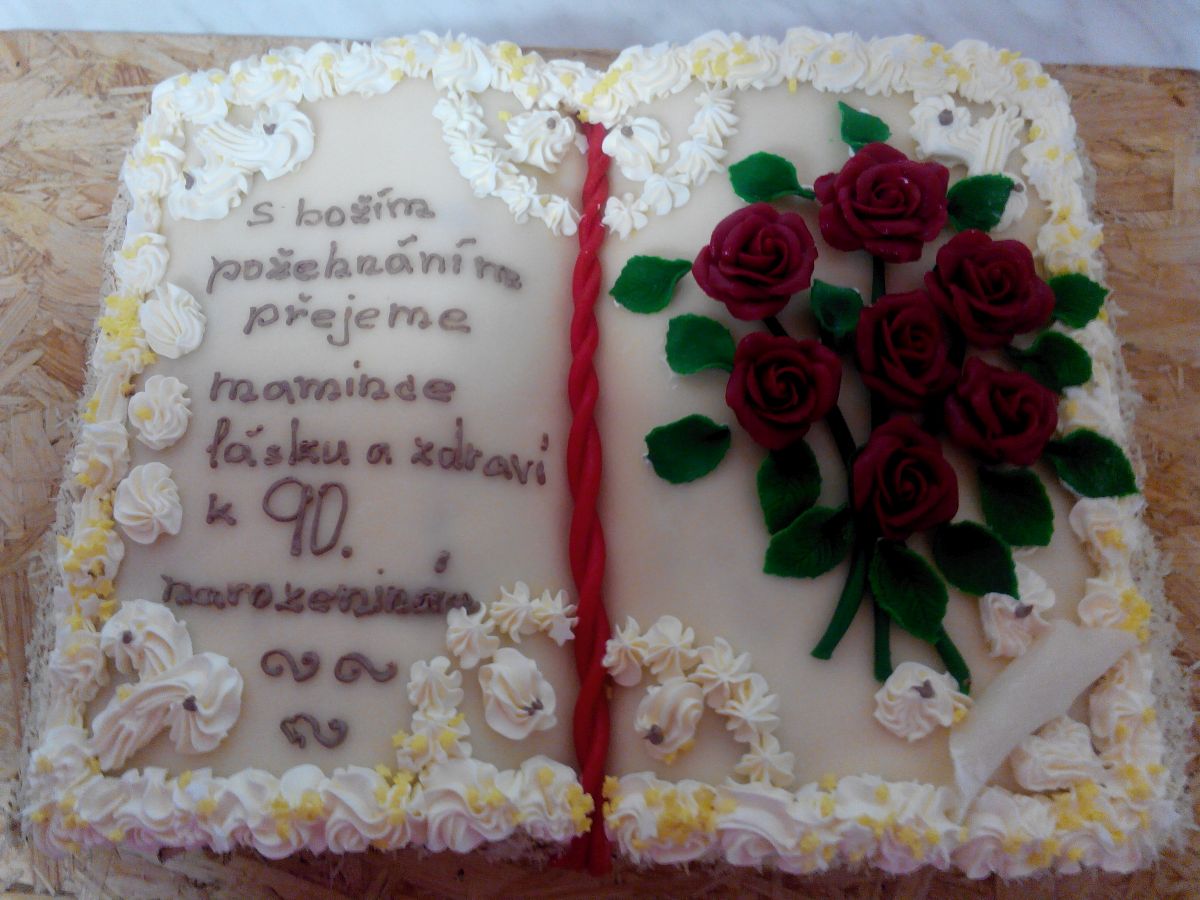 s božím
požehnáním
přejeme
mamince
lásku a zdraví
k 90.
narozeninám